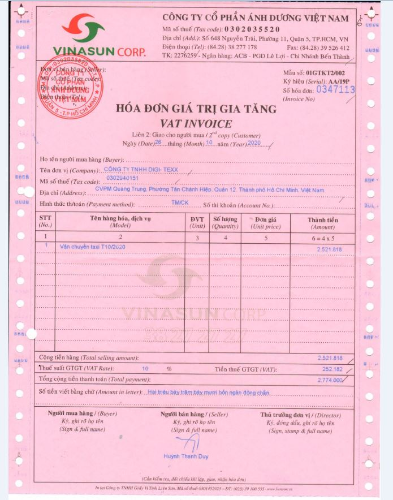 CÔNG TY CỔ PHẦN ÁNH DƯƠNG VIỆT NAM
Mã số thuế (Tax code): 0302035520
Địa chỉ (Add.): Số 648 Nguyễn Trãi, Phường 11, Quận 5, TP.HCM, VN
Điện thoại (Tel): (84.28) 38 277 178 Fax: (84.28) 39 526 412
TK: 2276259 - Ngân hàng: ACB - PGD Lê Lợi - CN
VINASUN CORP.
Mẫu số: 01GTKT2/002
Ký hiệu (Serial): AA/19P
Số hóa đơn 0347113
(Invoice No)
HÓA ĐƠN GIÁ TRỊ GIA TĂNG
VAT INVOICE
Liên 2: Giao cho người mua / 2nd copy (Customer)
Ngày (Date) tháng (Month) 10 năm (Year) 2020
Họ tên người mua hàng (Buyer):
Tên đơn vị (Company): CÔNG TY TNHH DIGI-TEXX
Mã số thuế (Tax code): 0302940151
Địa chỉ (Address): CVPM Quang Trung, Phường Tân Chánh Hiệp, Quận 12, Thành phố Hồ Chí Minh, Việt Nam
Hình thức thanh toán (Payment method): TM/CK Số tài khoản (Account No.):
STT Tên hàng hóa, dịch vụ ĐVT Số lượng Đơn giá Thành tiền
(No.) (Model) (Unit) (Quantity) (Unit price) (Amount)
1 2 3 4 5 6 = 4 x 5
1 Vận chuyển taxi T10/2020 2.521.818
VINASUN CORP.
Cộng tiền hàng (Total selling amount): 2.521.818
Thuế suất GTGT (VAT Rate): 10 % Tiền thuế GTGT (VAT): 252.182
Tổng cộng tiền thanh toán (Total payment): 2.774.000
Số tiền viết bằng chữ (In letter): Hai triệu bảy trăm bảy mươi bốn ngàn đồng chẵn
Người mua hàng / (Buyer) Người bán hàng / (Seller) Thủ trưởng đơn vị / (Director)
Ký, ghi rõ họ tên Ký, ghi rõ họ tên Ký, đóng dấu, ghi rõ họ tên
(Sign & full name) (Sign & full name) (Sign, stamp & full name)
Huỳnh Thanh Duy
(Cần kiểm tra, đối chiếu khi lập, giao, nhận hóa đơn)